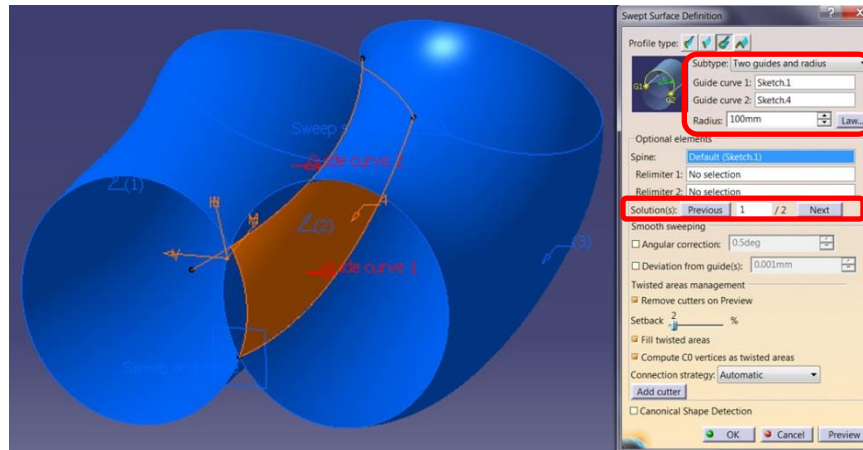 Swept Surface Definition
Profile type:
Subtype: Two guides and radius
Guide curve 1: Sketch.1
Guide curve 2: Sketch.4
Radius: 100mm Law...
Optional elements
Spine: Default (Sketch.1)
Relimiter 1: No selection
Relimiter 2: No selection
Solution(s): Previous 1 / 2 Next
Smooth sweeping
Angular correction: 0.5deg
Deviation from guide(s): 0.001mm
Twisted areas management
Remove cutters on Preview
Setback 2 %
Fill twisted areas
Compute C0 vertices as twisted areas
Connection strategy: Automatic
Add cutter
Canonical Shape Detection
OK Cancel Preview
G1
G2
(1)
Guide curve 2
4
(2)
(3)
Guide curve 1
H
V